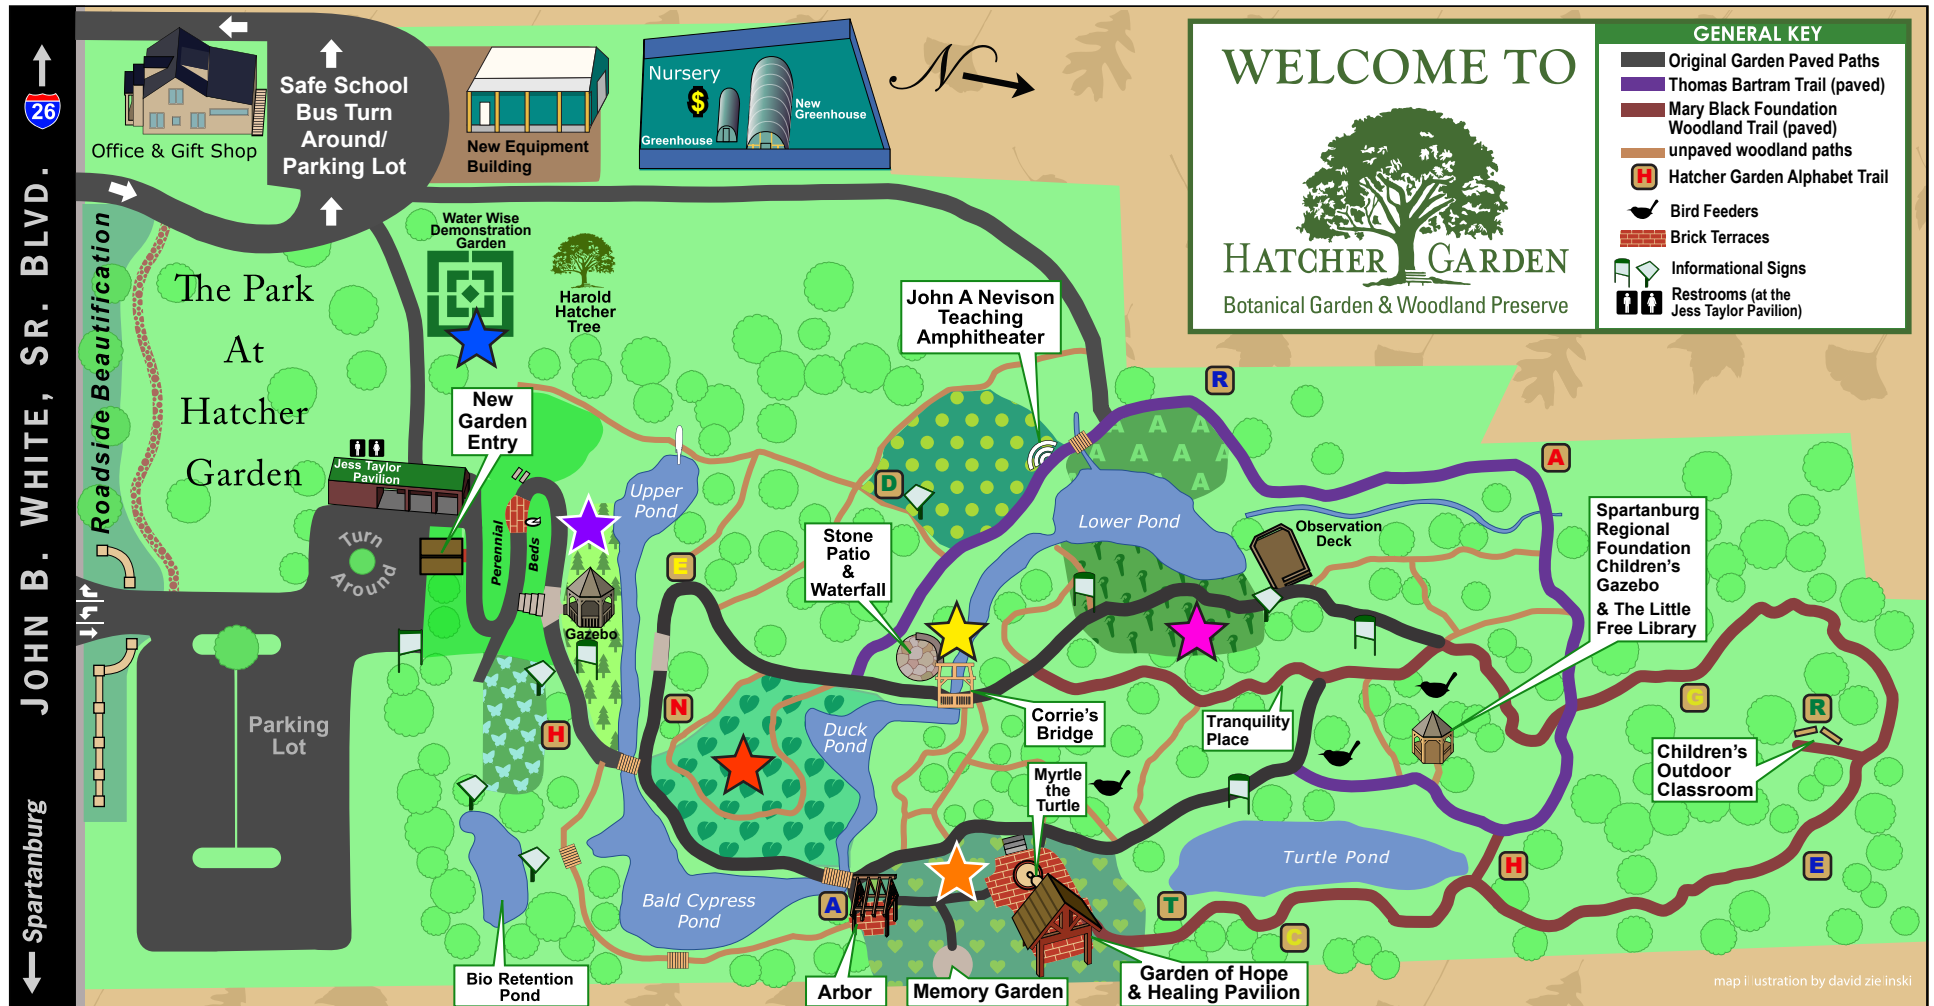 WELCOME TO
HATCHER GARDEN
Botanical Garden & Woodland Preserve
GENERAL KEY
Original Garden Paved Paths
Thomas Bartram Trail (paved)
Mary Black Foundation
Woodland Trail (paved)
unpaved woodland paths
H
Hatcher Garden Alphabet Trail
Bird Feeders
Brick Terraces
Informational Signs
Restrooms (at the
Jess Taylor Pavilion)
N
26
JOHN B. WHITE, SR. BLVD.
Spartanburg
Office & Gift Shop
Safe School
Bus Turn
Around/
Parking Lot
New Equipment
Building
Nursery
$
Greenhouse
New
Greenhouse
Roadside Beautification
The Park
At
Hatcher
Garden
Water Wise
Demonstration
Garden
Harold
Hatcher
Tree
John A Nevison
Teaching
Amphitheater
New
Garden
Entry
Jess Taylor
Pavilion
Turn
Around
Perennial
Beds
Gazebo
Upper
Pond
Stone
Patio
&
Waterfall
Lower Pond
Observation
Deck
Spartanburg
Regional
Foundation
Children's
Gazebo
& The Little
Free Library
R
A
D
E
N
H
A A A
A A A A A
A
Parking
Lot
Duck
Pond
Corrie's
Bridge
Tranquility
Place
G
R
Children's
Outdoor
Classroom
Myrtle
the
Turtle
Turtle Pond
H
E
Bald Cypress
Pond
A
T
C
Bio Retention
Pond
Arbor
Memory Garden
Garden of Hope
& Healing Pavilion
map illustration by david zielinski